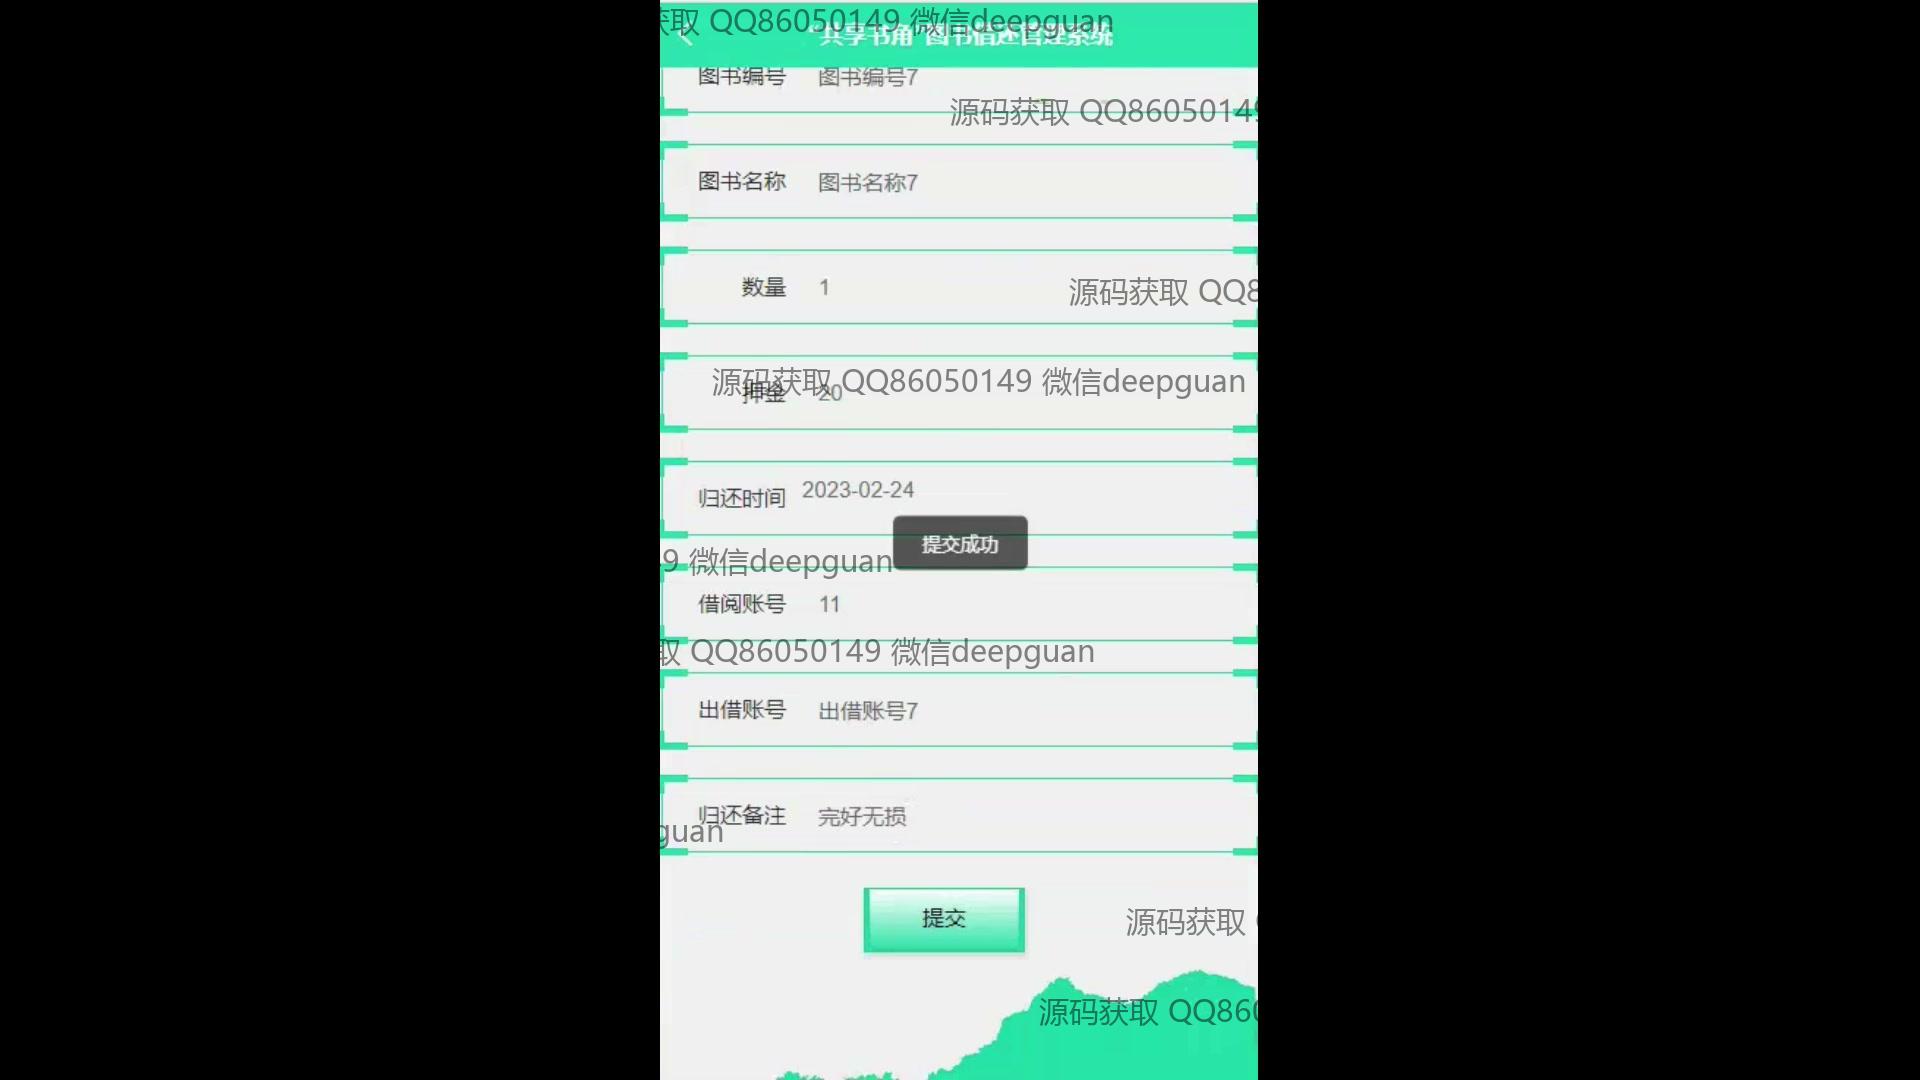 获取 QQ86050149 微信deepguan
"共享书角"图书借还管理系统
图书编号 图书编号7
源码获取 QQ86050149
图书名称 图书名称7
数量 1
源码获取 QQ8
源码获取 QQ86050149 微信deepguan
押金 20
归还时间 2023-02-24
提交成功
9 微信deepguan
借阅账号 11
取 QQ86050149 微信deepguan
出借账号 出借账号7
归还备注 完好无损
guan
提交
源码获取
源码获取 QQ860